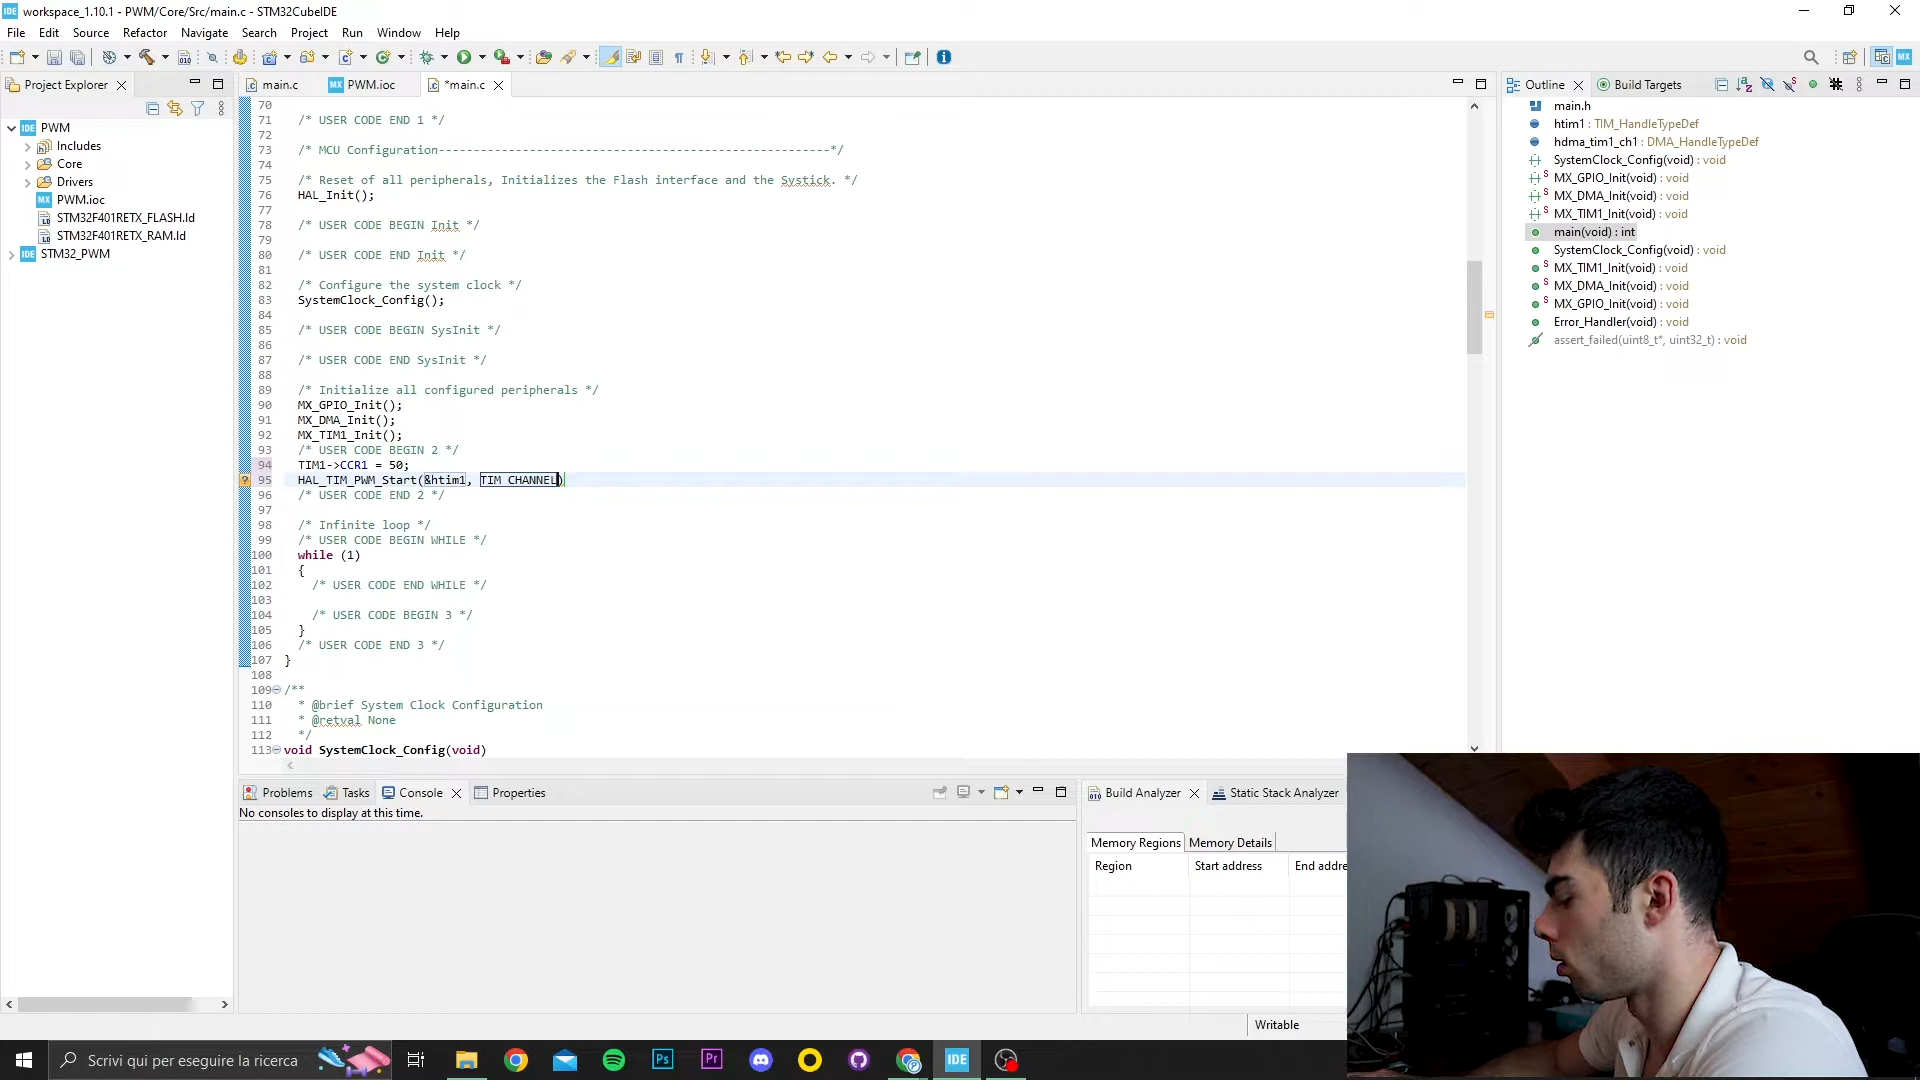 workspace_1.10.1 - PWM/Core/Src/main.c - STM32CubeIDE
File Edit Source Refactor Navigate Search Project Run Window Help
Project Explorer
PWM
Includes
Core
Drivers
PWM.ioc
STM32F401RETX_FLASH.ld
STM32F401RETX_RAM.ld
STM32_PWM
main.c PWM.ioc *main.c
70
71 /* USER CODE END 1 */
72
73 /* MCU Configuration--------------------------------------------------------*/
74
75 /* Reset of all peripherals, Initializes the Flash interface and the Systick. */
76 HAL_Init();
77
78 /* USER CODE BEGIN Init */
79
80 /* USER CODE END Init */
81
82 /* Configure the system clock */
83 SystemClock_Config();
84
85 /* USER CODE BEGIN SysInit */
86
87 /* USER CODE END SysInit */
88
89 /* Initialize all configured peripherals */
90 MX_GPIO_Init();
91 MX_DMA_Init();
92 MX_TIM1_Init();
93 /* USER CODE BEGIN 2 */
94 TIM1->CCR1 = 50;
95 HAL_TIM_PWM_Start(&htim1, TIM_CHANNEL)
96 /* USER CODE END 2 */
97
98 /* Infinite loop */
99 /* USER CODE BEGIN WHILE */
100 while (1)
101 {
102 /* USER CODE END WHILE */
103
104 /* USER CODE BEGIN 3 */
105 }
106 /* USER CODE END 3 */
107 }
108
109 /**
110 * @brief System Clock Configuration
111 * @retval None
112 */
113 void SystemClock_Config(void)
Outline Build Targets
main.h
htim1 : TIM_HandleTypeDef
hdma_tim1_ch1 : DMA_HandleTypeDef
SystemClock_Config(void) : void
MX_GPIO_Init(void) : void
MX_DMA_Init(void) : void
MX_TIM1_Init(void) : void
main(void) : int
SystemClock_Config(void) : void
MX_TIM1_Init(void) : void
MX_DMA_Init(void) : void
MX_GPIO_Init(void) : void
Error_Handler(void) : void
assert_failed(uint8_t*, uint32_t) : void
Problems Tasks Console Properties
No consoles to display at this time.
Build Analyzer Static Stack Analyzer
Memory Regions Memory Details
Region Start address End addre
Writable
Scrivi qui per eseguire la ricerca
Ps Pr IDE